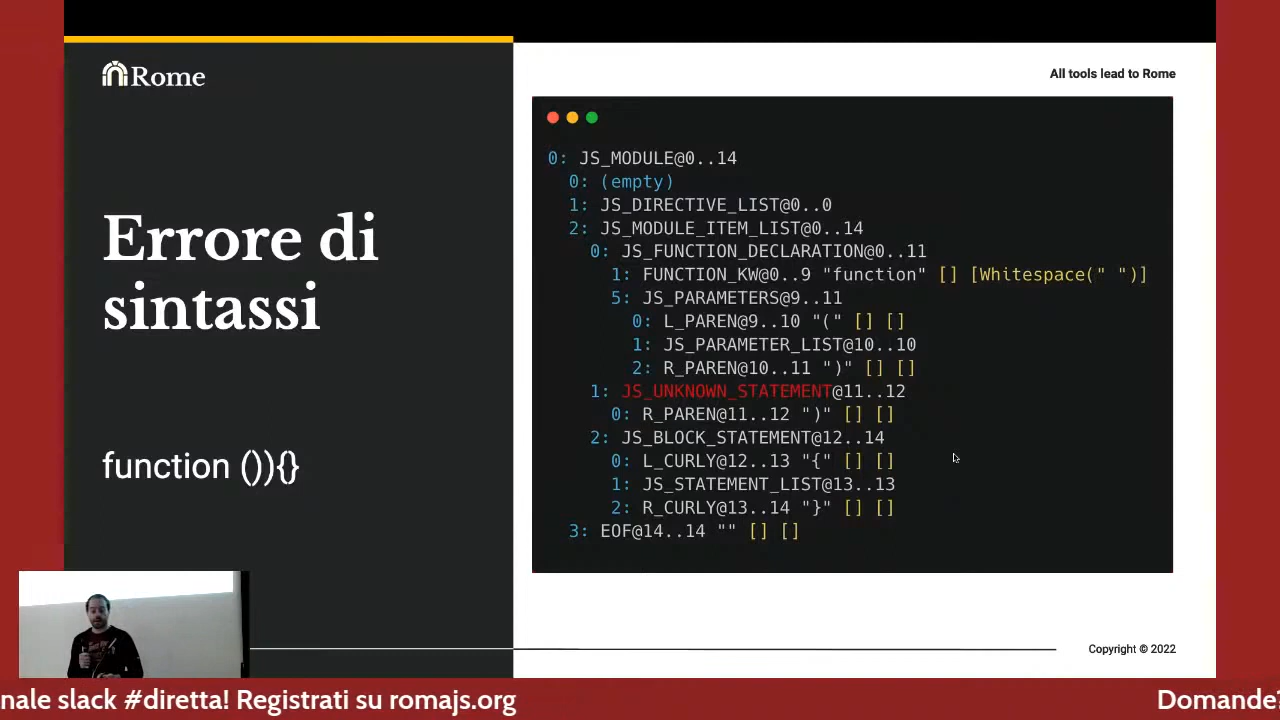 Rome
All tools lead to Rome
Errore di
sintassi
function ()){}
0: JS_MODULE@0..14
0: (empty)
1: JS_DIRECTIVE_LIST@0..0
2: JS_MODULE_ITEM_LIST@0..14
0: JS_FUNCTION_DECLARATION@0..11
1: FUNCTION_KW@0..9 "function" [] [Whitespace(" ")]
5: JS_PARAMETERS@9..11
0: L_PAREN@9..10 "(" [] []
1: JS_PARAMETER_LIST@10..10
2: R_PAREN@10..11 ")" [] []
1: JS_UNKNOWN_STATEMENT@11..12
0: R_PAREN@11..12 ")" [] []
2: JS_BLOCK_STATEMENT@12..14
0: L_CURLY@12..13 "{" [] []
1: JS_STATEMENT_LIST@13..13
2: R_CURLY@13..14 "}" [] []
3: EOF@14..14 "" [] []
Copyright © 2022
nale slack #diretta! Registrati su romajs.org
Domande?